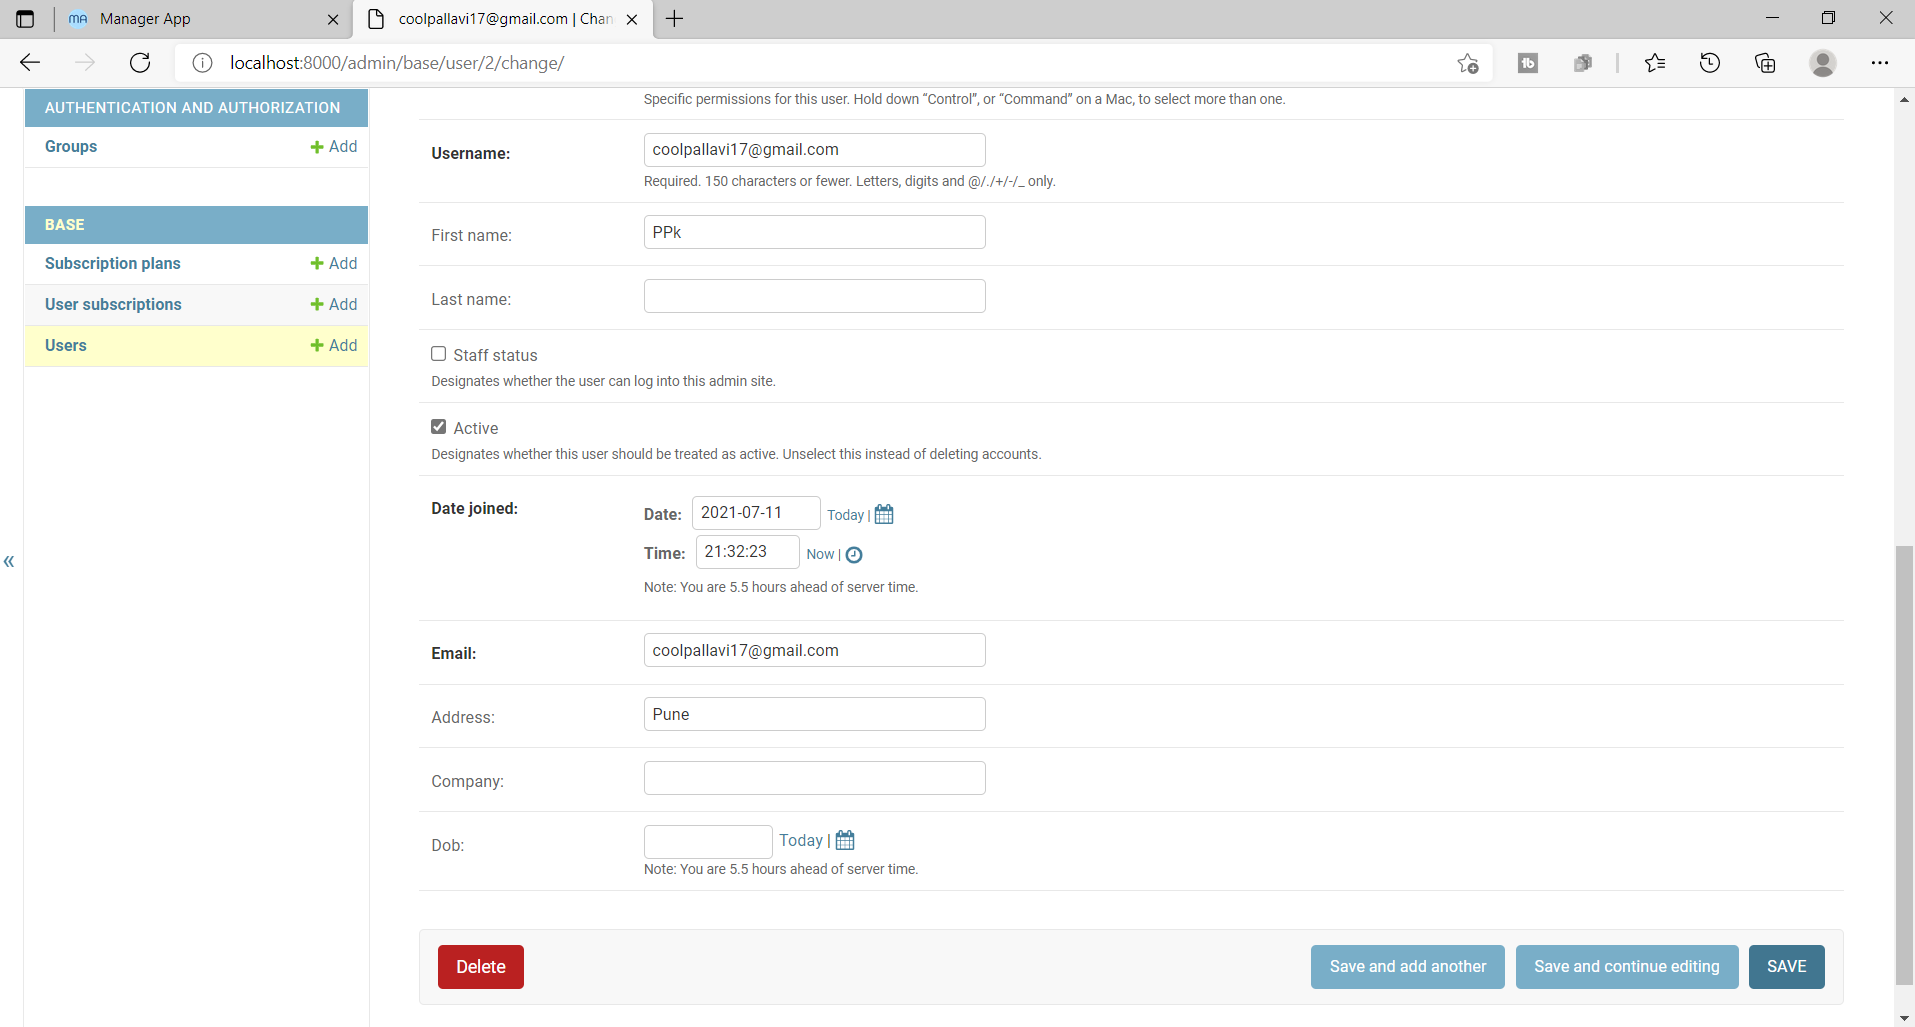 Manager App
coolpallavi17@gmail.com | Chan
localhost:8000/admin/base/user/2/change/
AUTHENTICATION AND AUTHORIZATION
Groups
Add
BASE
Subscription plans
Add
User subscriptions
Add
Users
Add
«
Specific permissions for this user. Hold down “Control”, or “Command” on a Mac, to select more than one.
Username:
coolpallavi17@gmail.com
Required. 150 characters or fewer. Letters, digits and @/./+/-/_ only.
First name:
PPk
Last name:
Staff status
Designates whether the user can log into this admin site.
Active
Designates whether this user should be treated as active. Unselect this instead of deleting accounts.
Date joined:
Date: 2021-07-11 Today |
Time: 21:32:23 Now |
Note: You are 5.5 hours ahead of server time.
Email:
coolpallavi17@gmail.com
Address:
Pune
Company:
Dob:
Today |
Note: You are 5.5 hours ahead of server time.
Delete
Save and add another
Save and continue editing
SAVE